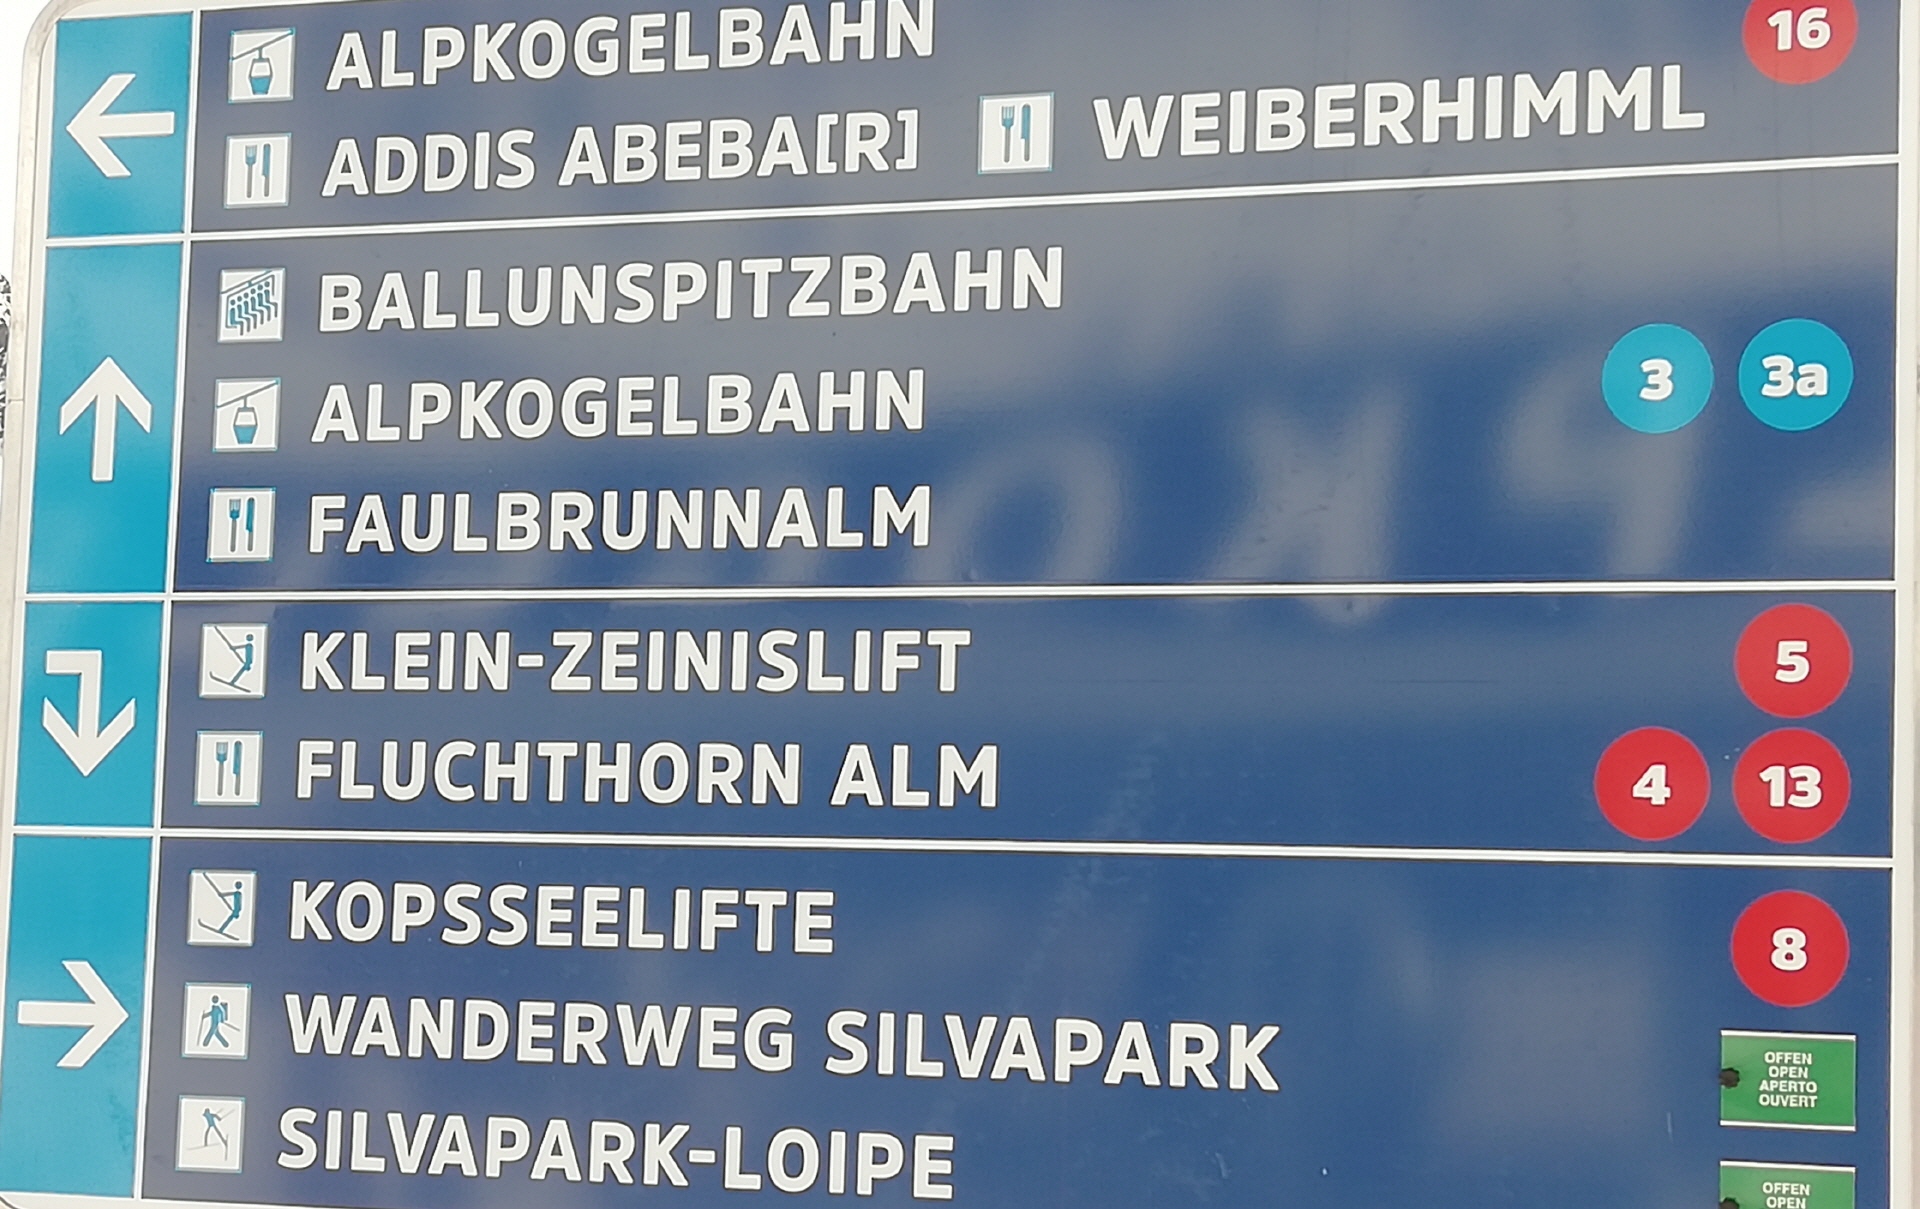 ALPKOGELBAHN 16
ADDIS ABEBA[R] WEIBERHIMML
BALLUNSPITZBAHN
ALPKOGELBAHN 3 3a
FAULBRUNNALM
KLEIN-ZEINISLIFT 5
FLUCHTHORN ALM 4 13
KOPSSEELIFTE 8
WANDERWEG SILVAPARK
OFFEN
OPEN
APERTO
OUVERT
SILVAPARK-LOIPE
OFFEN
OPEN